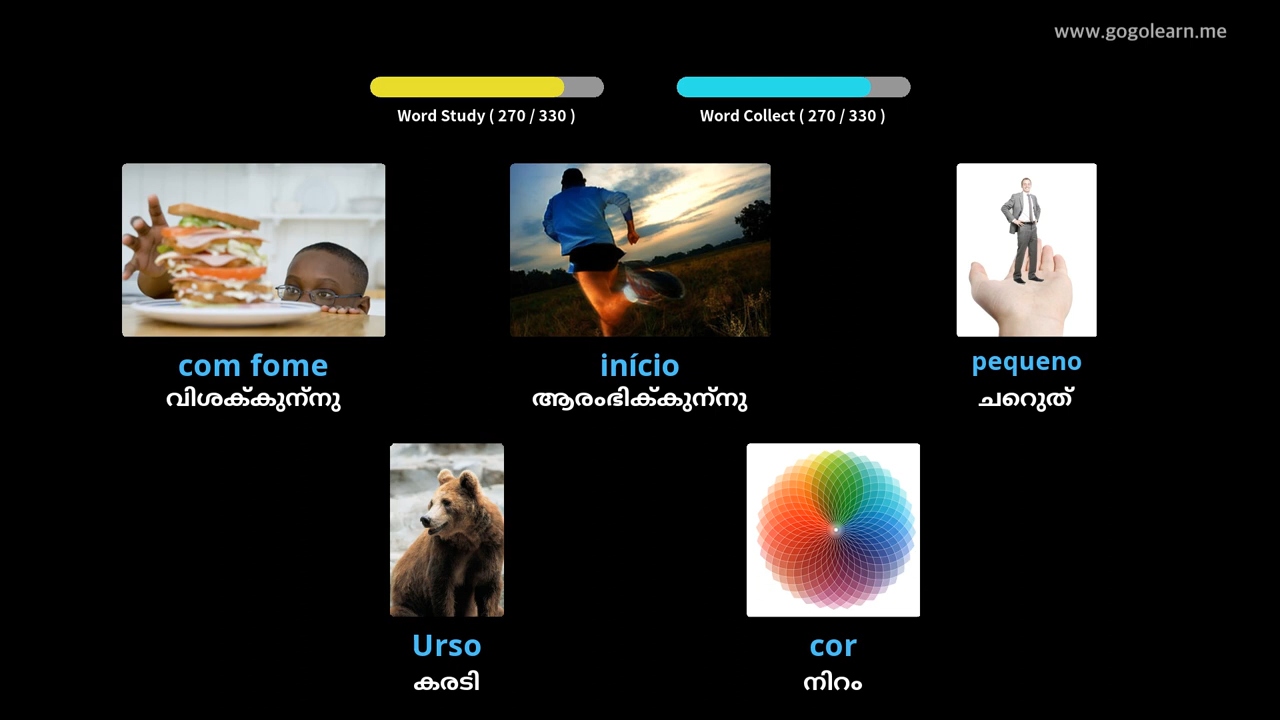 www.gogolearn.me
Word Study ( 270 / 330 )
Word Collect ( 270 / 330 )
com fome
വിശക്കുന്നു
início
ആരംഭിക്കുന്നു
pequeno
ചെറുത്
Urso
കരടി
cor
നിറം